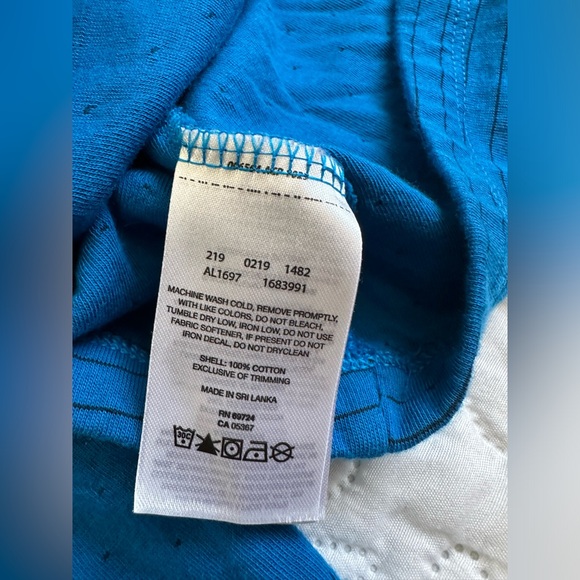 219 0219 1482
AL1697 1683991
MACHINE WASH COLD, REMOVE PROMPTLY,
WITH LIKE COLORS, DO NOT BLEACH,
TUMBLE DRY LOW, IRON LOW, DO NOT USE
FABRIC SOFTENER, IF PRESENT DO NOT
IRON DECAL, DO NOT DRYCLEAN
SHELL: 100% COTTON
EXCLUSIVE OF TRIMMING
MADE IN SRI LANKA
RN 69724
CA 05367
30C